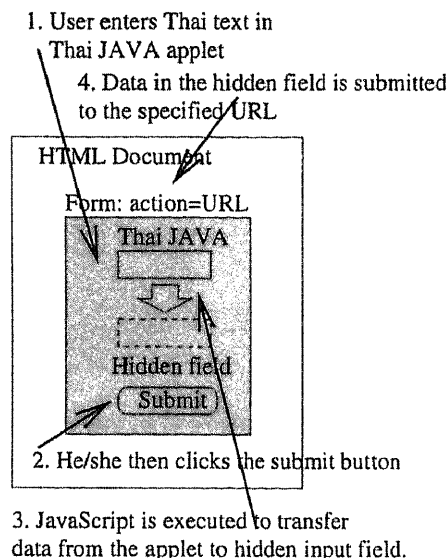 1. User enters Thai text in
Thai JAVA applet
4. Data in the hidden field is submitted
to the specified URL
HTML Document
Form: action=URL
Thai JAVA
Hidden field
Submit
2. He/she then clicks the submit button
3. JavaScript is executed to transfer
data from the applet to hidden input field.